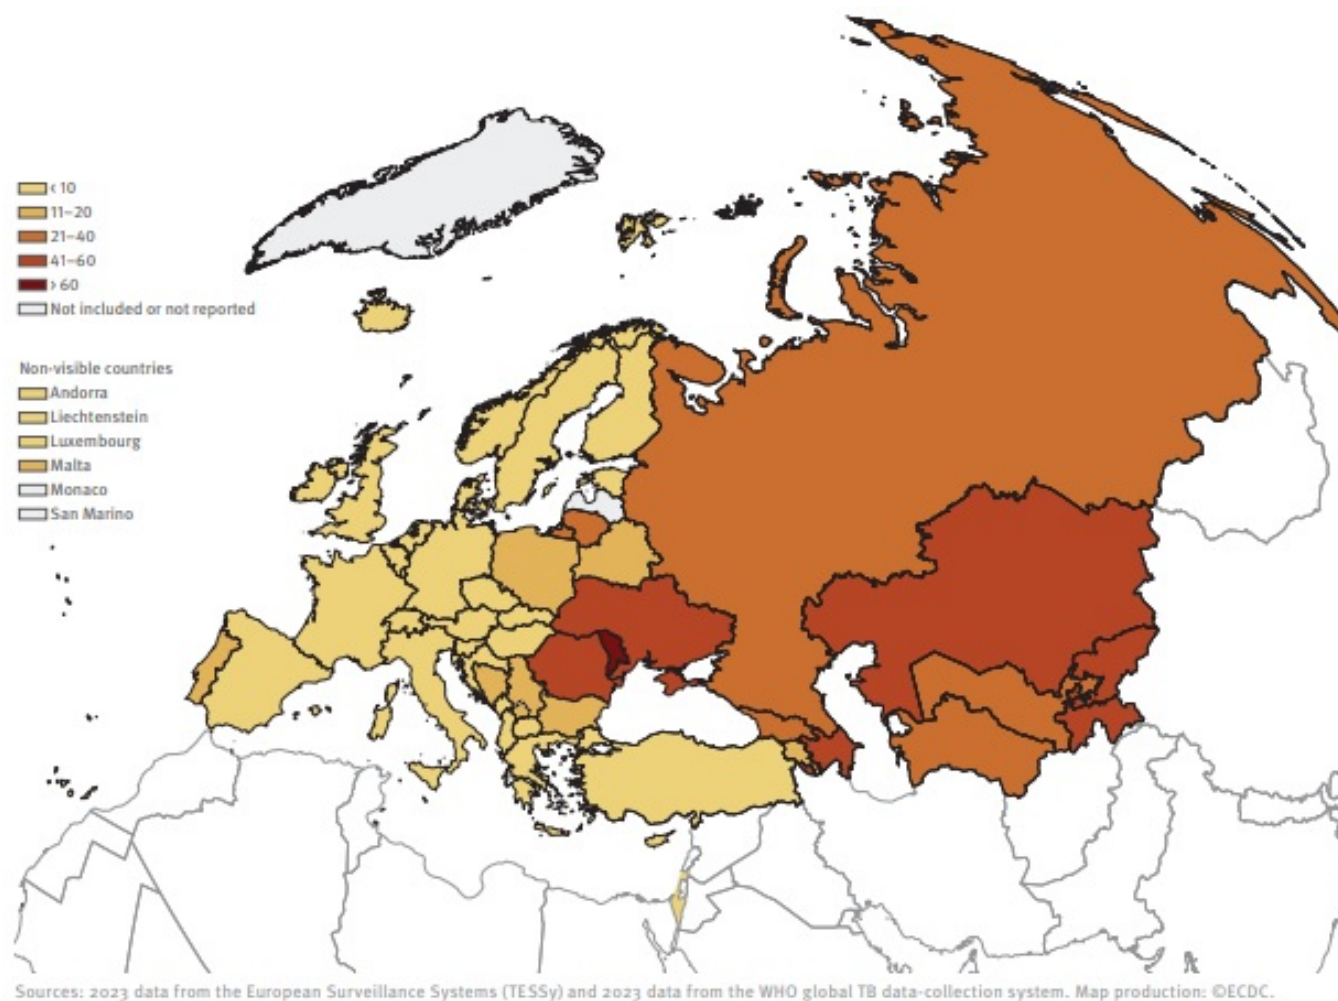 < 10
11–20
21–40
41–60
> 60
Not included or not reported
Non-visible countries
Andorra
Liechtenstein
Luxembourg
Malta
Monaco
San Marino
Sources: 2023 data from the European Surveillance Systems (TESSy) and 2023 data from the WHO global TB data-collection system. Map production: ©ECDC.